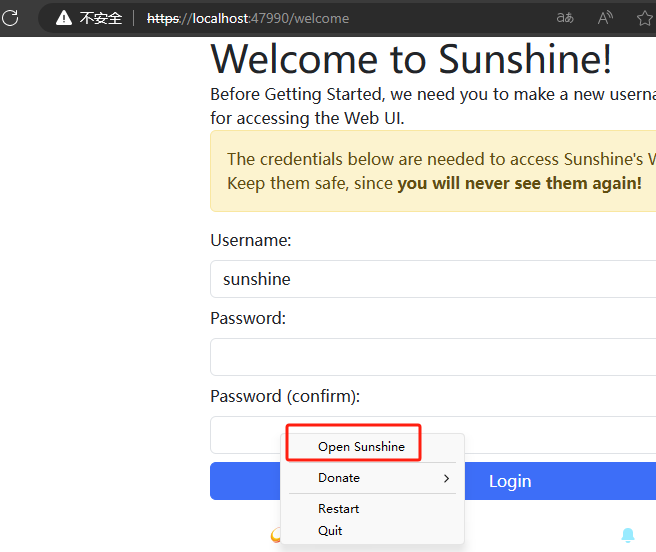 不安全 https://localhost:47990/welcome
Welcome to Sunshine!
Before Getting Started, we need you to make a new userna
for accessing the Web UI.
The credentials below are needed to access Sunshine's W
Keep them safe, since you will never see them again!
Username:
sunshine
Password:
Password (confirm):
Open Sunshine
Donate
Login
Restart
Quit